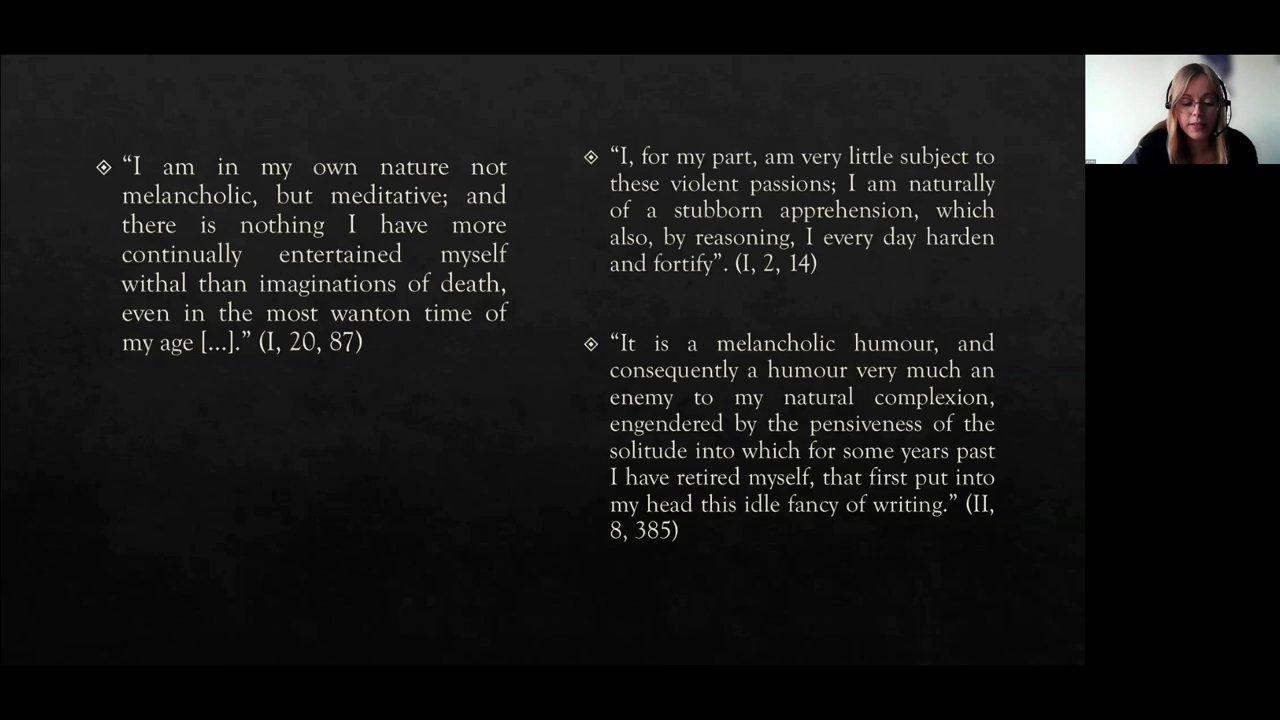 “I am in my own nature not
melancholic, but meditative; and
there is nothing I have more
continually entertained myself
withal than imaginations of death,
even in the most wanton time of
my age [...].” (I, 20, 87)
“I, for my part, am very little subject to
these violent passions; I am naturally
of a stubborn apprehension, which
also, by reasoning, I every day harden
and fortify”. (I, 2, 14)
“It is a melancholic humour, and
consequently a humour very much an
enemy to my natural complexion,
engendered by the pensiveness of the
solitude into which for some years past
I have retired myself, that first put into
my head this idle fancy of writing.” (II,
8, 385)